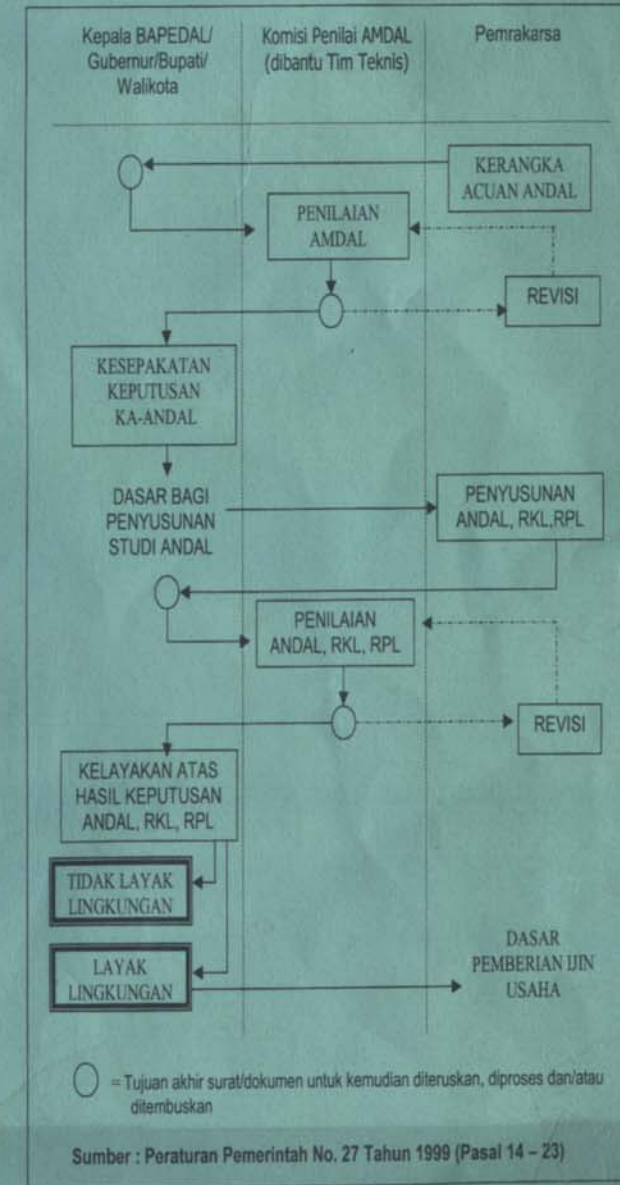 Kepala BAPEDAL/
Gubernur/Bupati/
Walikota
Komisi Penilai AMDAL
(dibantu Tim Teknis)
Pemrakarsa
KERANGKA
ACUAN ANDAL
PENILAIAN
AMDAL
REVISI
KESEPAKATAN
KEPUTUSAN
KA-ANDAL
DASAR BAGI
PENYUSUNAN
STUDI ANDAL
PENYUSUNAN
ANDAL, RKL,RPL
PENILAIAN
ANDAL, RKL, RPL
REVISI
KELAYAKAN ATAS
HASIL KEPUTUSAN
ANDAL, RKL, RPL
TIDAK LAYAK
LINGKUNGAN
LAYAK
LINGKUNGAN
DASAR
PEMBERIAN IJIN
USAHA
= Tujuan akhir surat/dokumen untuk kemudian diteruskan, diproses dan/atau
ditembuskan
Sumber : Peraturan Pemerintah No. 27 Tahun 1999 (Pasal 14 – 23)